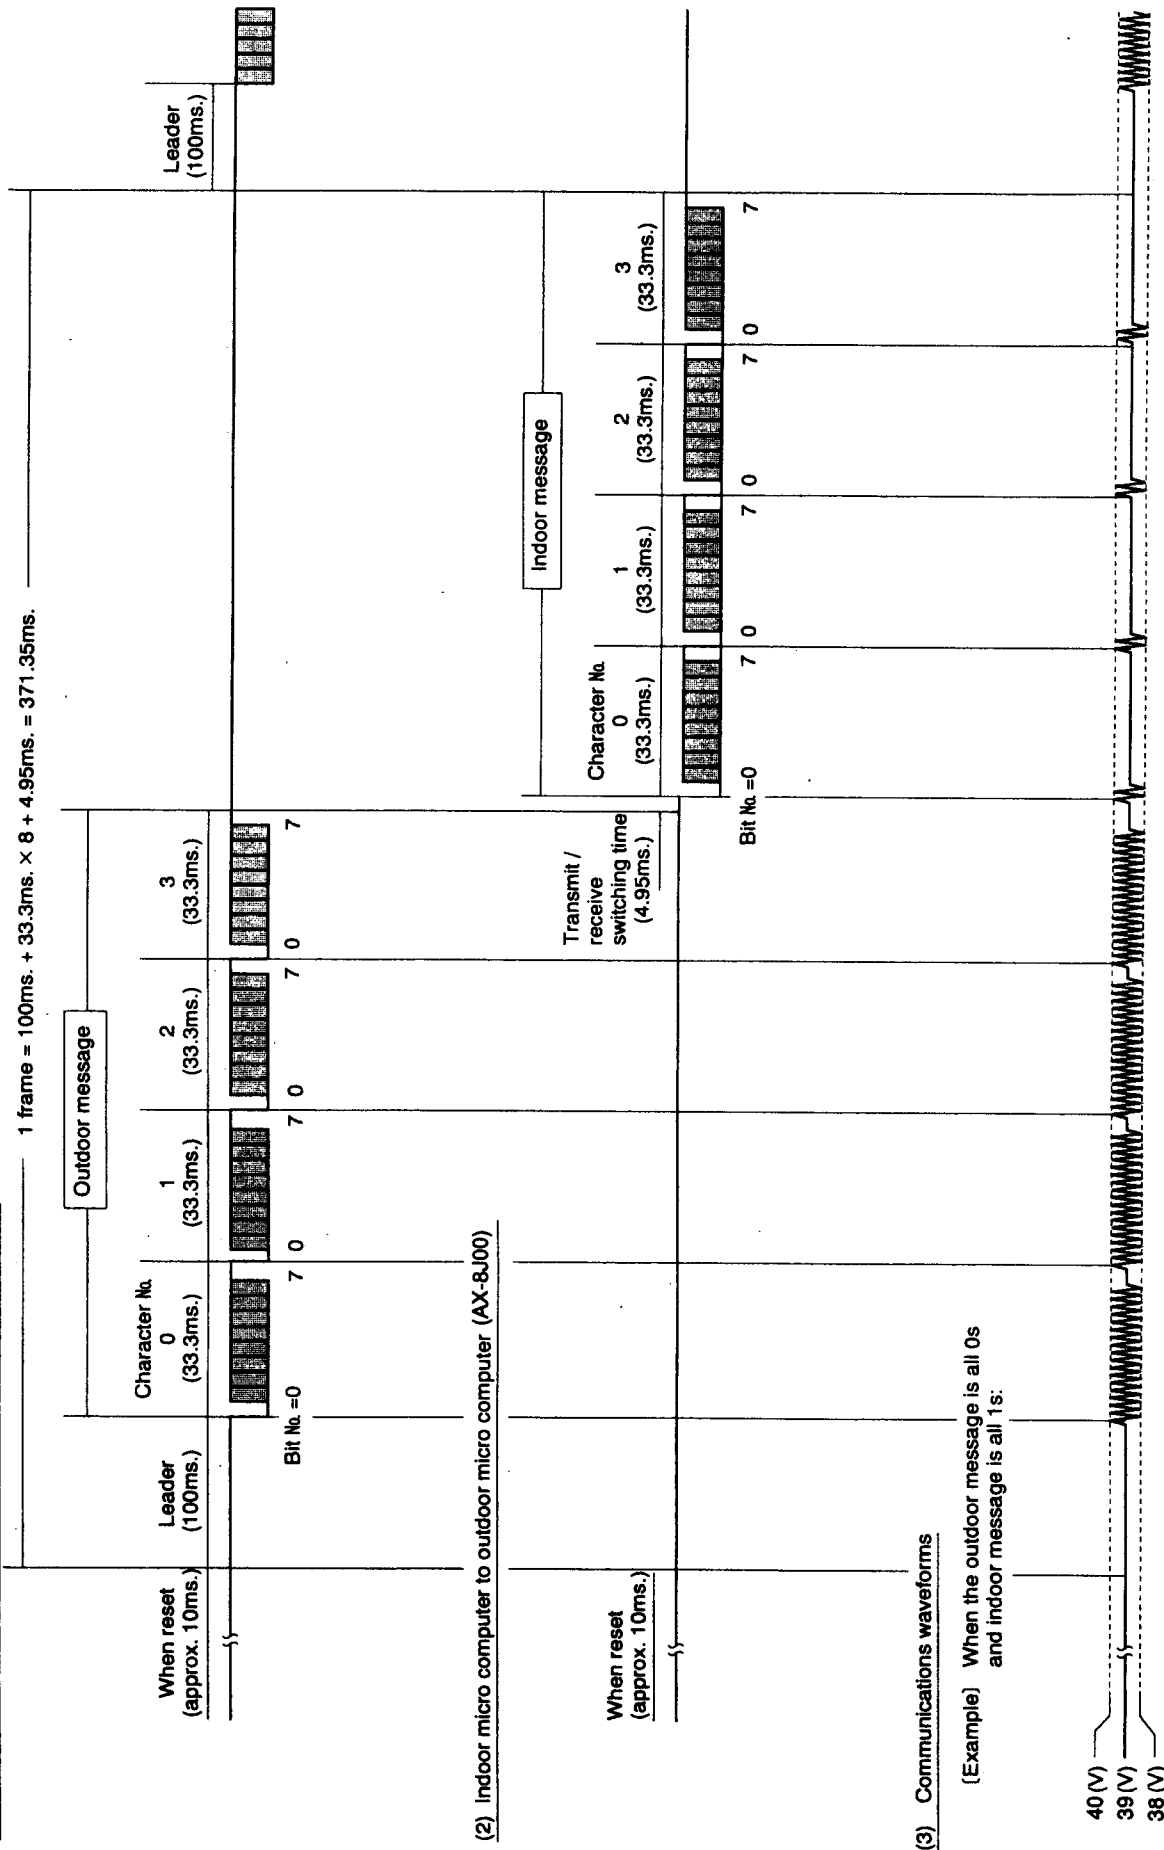 1 frame = 100ms. + 33.3ms. × 8 + 4.95ms. = 371.35ms.
Outdoor message
When reset
(approx. 10ms.)
Leader
(100ms.)
Character No.
0
(33.3ms.)
1
(33.3ms.)
2
(33.3ms.)
3
(33.3ms.)
Leader
(100ms.)
Bit No. =0
7
0
7
0
7
0
7
(2) Indoor micro computer to outdoor micro computer (AX-8J00)
Indoor message
When reset
(approx. 10ms.)
Transmit /
receive
switching time
(4.95ms.)
Character No.
0
(33.3ms.)
1
(33.3ms.)
2
(33.3ms.)
3
(33.3ms.)
Bit No. =0
7
0
7
0
7
0
7
(3) Communications waveforms
[Example] When the outdoor message is all 0s
and indoor message is all 1s:
40 (V)
39 (V)
38 (V)